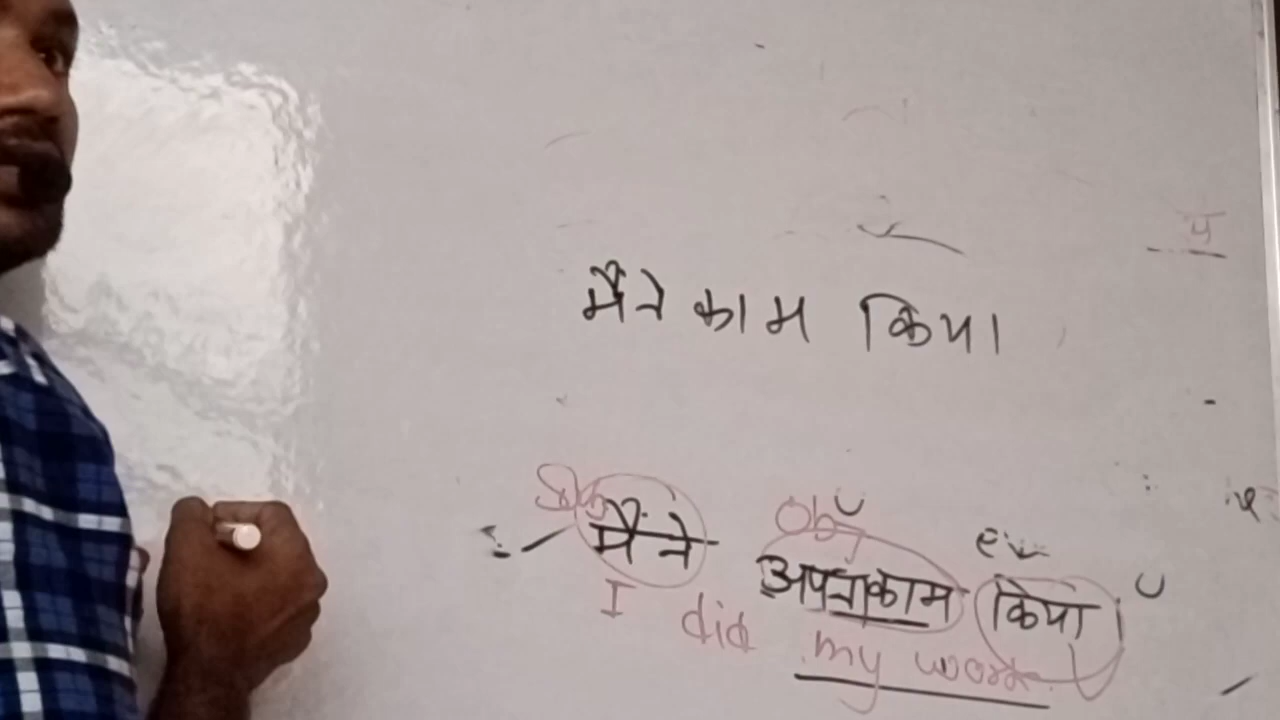 मैंने काम किया।
Sub Obj
मैंने अपना काम किया।
I did my work